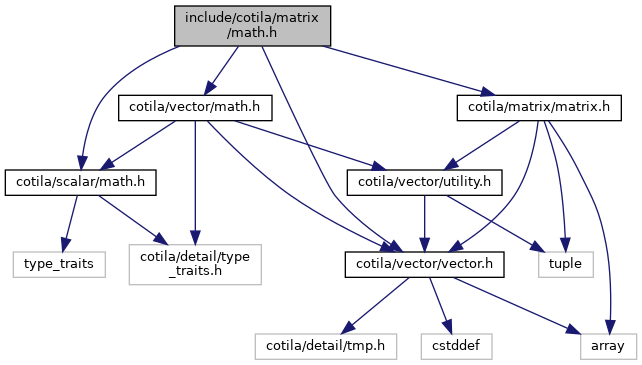 include/cotila/matrix
/math.h
cotila/vector/math.h
cotila/matrix/matrix.h
cotila/scalar/math.h
cotila/vector/utility.h
type_traits
cotila/detail/type
_traits.h
cotila/vector/vector.h
tuple
cotila/detail/tmp.h
cstddef
array